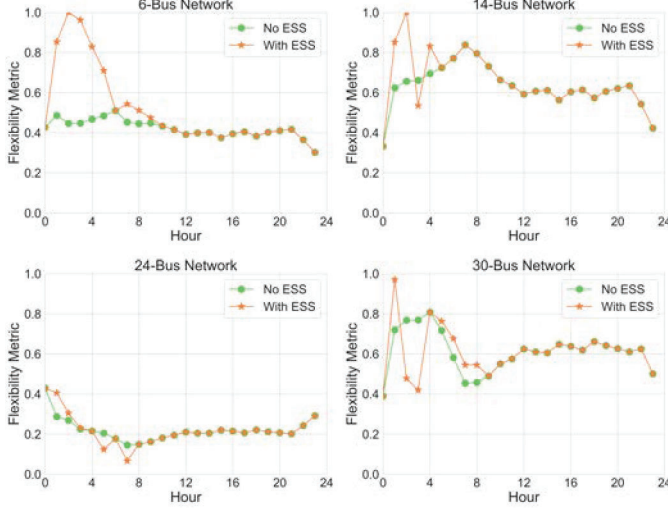 6-Bus Network
Flexibility Metric
1.0
0.8
0.6
0.4
0.2
0.0
No ESS
With ESS
0 4 8 12 16 20 24
Hour
14-Bus Network
Flexibility Metric
1.0
0.8
0.6
0.4
0.2
0.0
No ESS
With ESS
0 4 8 12 16 20 24
Hour
24-Bus Network
Flexibility Metric
1.0
0.8
0.6
0.4
0.2
0.0
No ESS
With ESS
0 4 8 12 16 20 24
Hour
30-Bus Network
Flexibility Metric
1.0
0.8
0.6
0.4
0.2
0.0
No ESS
With ESS
0 4 8 12 16 20 24
Hour